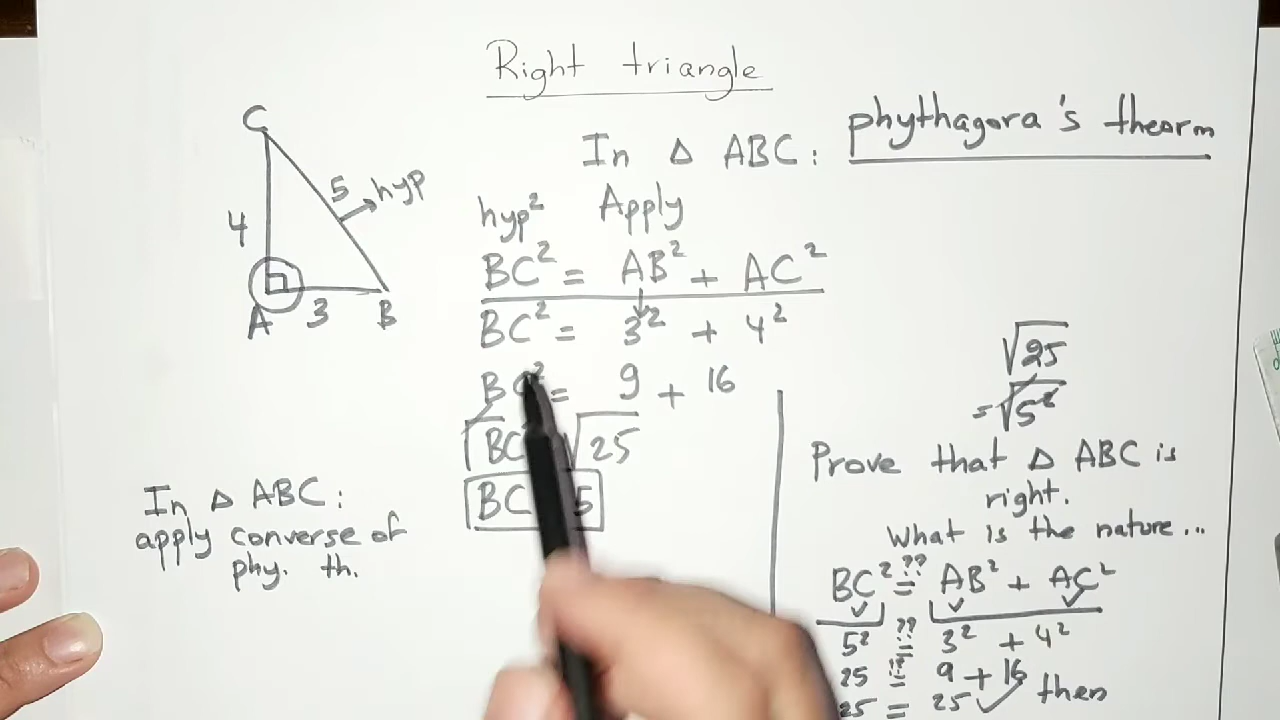 Right triangle
phythagora's theorm
In Δ ABC:
Apply
C
4
5 → hyp
A 3 B
hyp²
BC² = AB² + AC²
BC² = 3² + 4²
BC² = 9 + 16
BC √25
BC 5
In Δ ABC:
apply converse of
phy. th.
√25
= √5²
Prove that Δ ABC is
right.
What is the nature...
BC² =?? AB² + AC²
5² =?? 3² + 4²
25 =?? 9 + 16
25 = 25 ✓ then